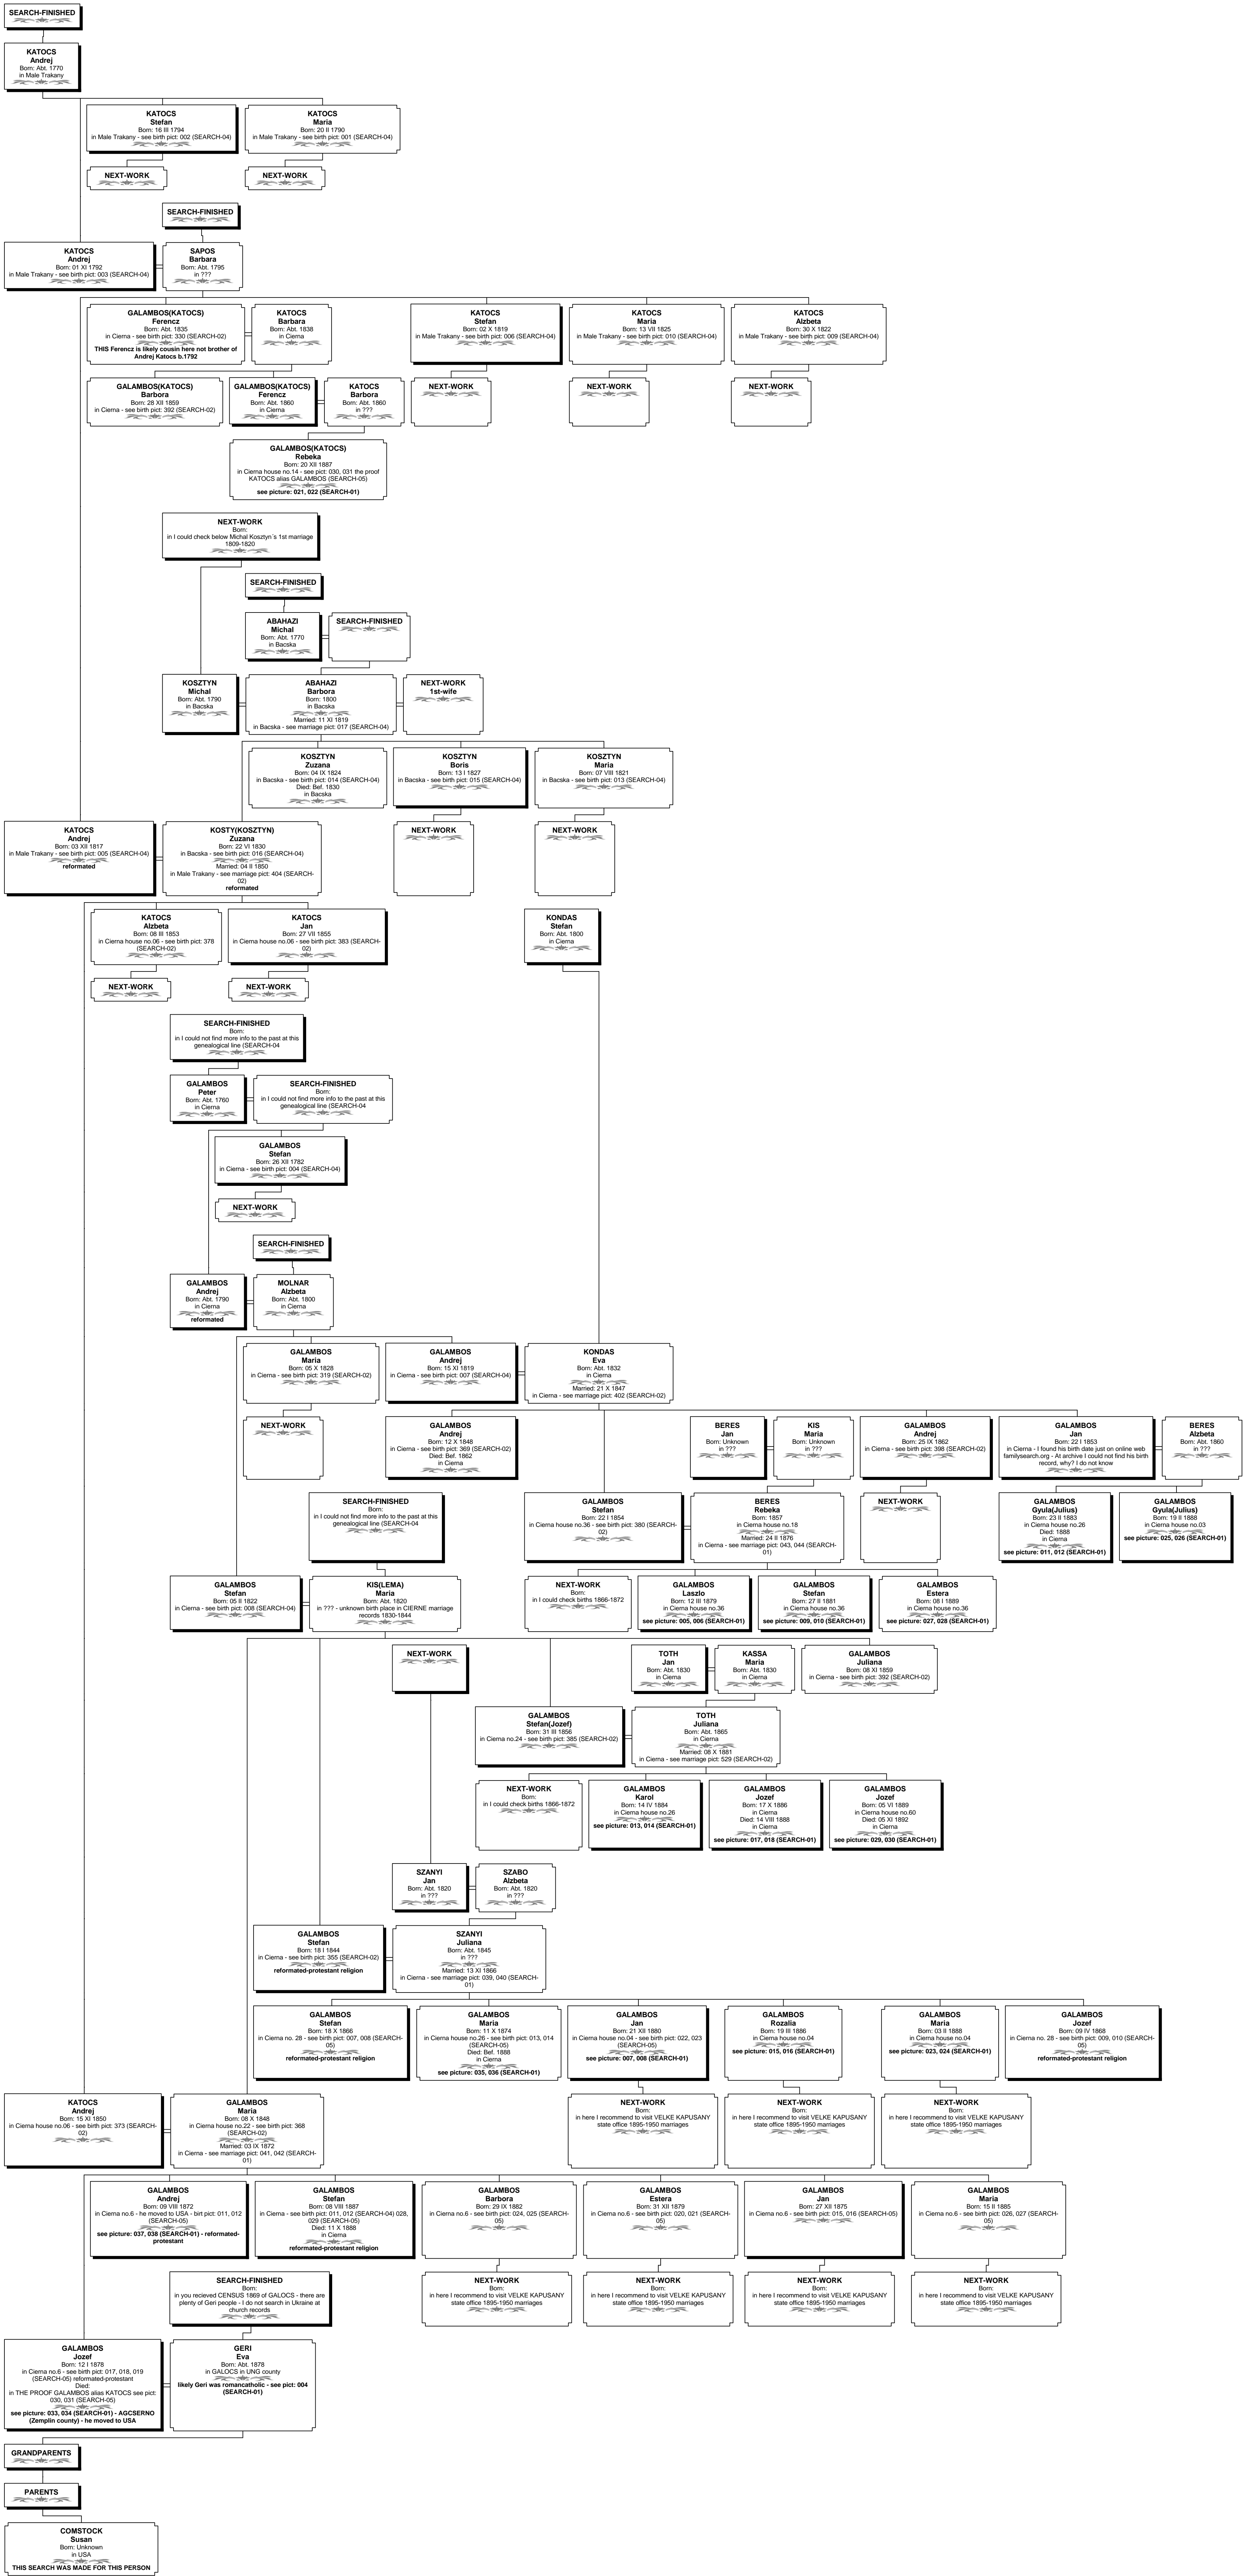 SEARCH-FINISHED
KATOCS
Andrej
Born: Abt. 1770
in Male Trakany
KATOCS
Stefan
Born: 16 III 1794
in Male Trakany - see birth pict: 002 (SEARCH-04)
KATOCS
Maria
Born: 20 II 1790
in Male Trakany - see birth pict: 001 (SEARCH-04)
NEXT-WORK
NEXT-WORK
SEARCH-FINISHED
KATOCS
Andrej
Born: 01 XI 1792
in Male Trakany - see birth pict: 003 (SEARCH-04)
SAPOS
Barbara
Born: Abt. 1795
in ???
GALAMBOS(KATOCS)
Ferencz
Born: Abt. 1835
in Cierna - see birth pict: 330 (SEARCH-02)
THIS Ferencz is likely cousin here not brother of
Andrej Katocs b.1792
KATOCS
Barbara
Born: Abt. 1838
in Cierna
KATOCS
Stefan
Born: 02 X 1819
in Male Trakany - see birth pict: 006 (SEARCH-04)
KATOCS
Maria
Born: 13 VII 1825
in Male Trakany - see birth pict: 010 (SEARCH-04)
KATOCS
Alzbeta
Born: 30 X 1822
in Male Trakany - see birth pict: 009 (SEARCH-04)
GALAMBOS(KATOCS)
Barbora
Born: 28 XII 1859
in Cierna - see birth pict: 392 (SEARCH-02)
GALAMBOS(KATOCS)
Ferencz
Born: Abt. 1860
in Cierna
KATOCS
Barbora
Born: Abt. 1860
in ???
NEXT-WORK
NEXT-WORK
NEXT-WORK
GALAMBOS(KATOCS)
Rebeka
Born: 20 XII 1887
in Cierna house no.14 - see pict: 030, 031 the proof
KATOCS alias GALAMBOS (SEARCH-05)
see picture: 021, 022 (SEARCH-01)
NEXT-WORK
Born:
in I could check below Michal Kosztyn´s 1st marriage
1809-1820
SEARCH-FINISHED
ABAHAZI
Michal
Born: Abt. 1770
in Bacska
SEARCH-FINISHED
KOSZTYN
Michal
Born: Abt. 1790
in Bacska
ABAHAZI
Barbora
Born: 1800
in Bacska
Married: 11 XI 1819
in Bacska - see marriage pict: 017 (SEARCH-04)
NEXT-WORK
1st-wife
KOSZTYN
Zuzana
Born: 04 IX 1824
in Bacska - see birth pict: 014 (SEARCH-04)
Died: Bef. 1830
in Bacska
KOSZTYN
Boris
Born: 13 I 1827
in Bacska - see birth pict: 015 (SEARCH-04)
KOSZTYN
Maria
Born: 07 VIII 1821
in Bacska - see birth pict: 013 (SEARCH-04)
KATOCS
Andrej
Born: 03 XII 1817
in Male Trakany - see birth pict: 005 (SEARCH-04)
reformated
KOSTY(KOSZTYN)
Zuzana
Born: 22 VI 1830
in Bacska - see birth pict: 016 (SEARCH-04)
Married: 04 II 1850
in Male Trakany - see marriage pict: 404 (SEARCH-
02)
reformated
NEXT-WORK
NEXT-WORK
KATOCS
Alzbeta
Born: 08 III 1853
in Cierna house no.06 - see birth pict: 378
(SEARCH-02)
KATOCS
Jan
Born: 27 VII 1855
in Cierna house no.06 - see birth pict: 383 (SEARCH-
02)
KONDAS
Stefan
Born: Abt. 1800
in Cierna
NEXT-WORK
NEXT-WORK
SEARCH-FINISHED
Born:
in I could not find more info to the past at this
genealogical line (SEARCH-04
GALAMBOS
Peter
Born: Abt. 1760
in Cierna
SEARCH-FINISHED
Born:
in I could not find more info to the past at this
genealogical line (SEARCH-04
GALAMBOS
Stefan
Born: 26 XII 1782
in Cierna - see birth pict: 004 (SEARCH-04)
NEXT-WORK
SEARCH-FINISHED
GALAMBOS
Andrej
Born: Abt. 1790
in Cierna
reformated
MOLNAR
Alzbeta
Born: Abt. 1800
in Cierna
GALAMBOS
Maria
Born: 05 X 1828
in Cierna - see birth pict: 319 (SEARCH-02)
GALAMBOS
Andrej
Born: 15 XI 1819
in Cierna - see birth pict: 007 (SEARCH-04)
KONDAS
Eva
Born: Abt. 1832
in Cierna
Married: 21 X 1847
in Cierna - see marriage pict: 402 (SEARCH-02)
NEXT-WORK
GALAMBOS
Andrej
Born: 12 X 1848
in Cierna - see birth pict: 369 (SEARCH-02)
Died: Bef. 1862
in Cierna
BERES
Jan
Born: Unknown
in ???
KIS
Maria
Born: Unknown
in ???
GALAMBOS
Andrej
Born: 25 IX 1862
in Cierna - see birth pict: 398 (SEARCH-02)
GALAMBOS
Jan
Born: 22 I 1853
in Cierna - I found his birth date just on online web
familysearch.org - At archive I could not find his birth
record, why? I do not know
BERES
Alzbeta
Born: Abt. 1860
in ???
SEARCH-FINISHED
Born:
in I could not find more info to the past at this
genealogical line (SEARCH-04
GALAMBOS
Stefan
Born: 22 I 1854
in Cierna house no.36 - see birth pict: 380 (SEARCH-
02)
BERES
Rebeka
Born: 1857
in Cierna house no.18
Married: 24 II 1876
in Cierna - see marriage pict: 043, 044 (SEARCH-
01)
NEXT-WORK
GALAMBOS
Gyula(Julius)
Born: 23 II 1883
in Cierna house no.26
Died: 1888
in Cierna
see picture: 011, 012 (SEARCH-01)
GALAMBOS
Gyula(Julius)
Born: 19 II 1888
in Cierna house no.03
see picture: 025, 026 (SEARCH-01)
GALAMBOS
Stefan
Born: 05 II 1822
in Cierna - see birth pict: 008 (SEARCH-04)
KIS(LEMA)
Maria
Born: Abt. 1820
in ??? - unknown birth place in CIERNE marriage
records 1830-1844
NEXT-WORK
Born:
in I could check births 1866-1872
GALAMBOS
Laszlo
Born: 12 III 1879
in Cierna house no.36
see picture: 005, 006 (SEARCH-01)
GALAMBOS
Stefan
Born: 27 II 1881
in Cierna house no.36
see picture: 009, 010 (SEARCH-01)
GALAMBOS
Estera
Born: 08 I 1889
in Cierna house no.36
see picture: 027, 028 (SEARCH-01)
NEXT-WORK
TOTH
Jan
Born: Abt. 1830
in Cierna
KASSA
Maria
Born: Abt. 1830
in Cierna
GALAMBOS
Juliana
Born: 08 XI 1859
in Cierna - see birth pict: 392 (SEARCH-02)
GALAMBOS
Stefan(Jozef)
Born: 31 III 1856
in Cierna no.24 - see birth pict: 385 (SEARCH-02)
TOTH
Juliana
Born: Abt. 1865
in Cierna
Married: 08 X 1881
in Cierna - see marriage pict: 529 (SEARCH-02)
NEXT-WORK
Born:
in I could check births 1866-1872
GALAMBOS
Karol
Born: 14 IV 1884
in Cierna house no.26
see picture: 013, 014 (SEARCH-01)
GALAMBOS
Jozef
Born: 17 X 1886
in Cierna
Died: 14 VIII 1888
in Cierna
see picture: 017, 018 (SEARCH-01)
GALAMBOS
Jozef
Born: 05 VI 1889
in Cierna house no.60
Died: 05 XI 1892
in Cierna
see picture: 029, 030 (SEARCH-01)
SZANYI
Jan
Born: Abt. 1820
in ???
SZABO
Alzbeta
Born: Abt. 1820
in ???
GALAMBOS
Stefan
Born: 18 I 1844
in Cierna - see birth pict: 355 (SEARCH-02)
reformated-protestant religion
SZANYI
Juliana
Born: Abt. 1845
in ???
Married: 13 XI 1866
in Cierna - see marriage pict: 039, 040 (SEARCH-
01)
GALAMBOS
Stefan
Born: 18 X 1866
in Cierna no. 28 - see birth pict: 007, 008 (SEARCH-
05)
reformated-protestant religion
GALAMBOS
Maria
Born: 11 X 1874
in Cierna house no.26 - see birth pict: 013, 014
(SEARCH-05)
Died: Bef. 1888
in Cierna
see picture: 035, 036 (SEARCH-01)
GALAMBOS
Jan
Born: 21 XII 1880
in Cierna house no.04 - see birth pict: 022, 023
(SEARCH-05)
see picture: 007, 008 (SEARCH-01)
GALAMBOS
Rozalia
Born: 19 III 1886
in Cierna house no.04
see picture: 015, 016 (SEARCH-01)
GALAMBOS
Maria
Born: 03 II 1888
in Cierna house no.04
see picture: 023, 024 (SEARCH-01)
GALAMBOS
Jozef
Born: 09 IV 1868
in Cierna no. 28 - see birth pict: 009, 010 (SEARCH-
05)
reformated-protestant religion
KATOCS
Andrej
Born: 15 XI 1850
in Cierna house no.06 - see birth pict: 373 (SEARCH-
02)
GALAMBOS
Maria
Born: 08 X 1848
in Cierna house no.22 - see birth pict: 368
(SEARCH-02)
Married: 03 IX 1872
in Cierna - see marriage pict: 041, 042 (SEARCH-
01)
NEXT-WORK
Born:
in here I recommend to visit VELKE KAPUSANY
state office 1895-1950 marriages
NEXT-WORK
Born:
in here I recommend to visit VELKE KAPUSANY
state office 1895-1950 marriages
NEXT-WORK
Born:
in here I recommend to visit VELKE KAPUSANY
state office 1895-1950 marriages
GALAMBOS
Andrej
Born: 09 VIII 1872
in Cierna no.6 - he moved to USA - birt pict: 011, 012
(SEARCH-05)
see picture: 037, 038 (SEARCH-01) - reformated-
protestant
GALAMBOS
Stefan
Born: 08 VIII 1887
in Cierna - see birth pict: 011, 012 (SEARCH-04) 028,
029 (SEARCH-05)
Died: 11 X 1888
in Cierna
reformated-protestant religion
GALAMBOS
Barbora
Born: 29 IX 1882
in Cierna no.6 - see birth pict: 024, 025 (SEARCH-
05)
GALAMBOS
Estera
Born: 31 XII 1879
in Cierna no.6 - see birth pict: 020, 021 (SEARCH-
05)
GALAMBOS
Jan
Born: 27 XII 1875
in Cierna no.6 - see birth pict: 015, 016 (SEARCH-05)
GALAMBOS
Maria
Born: 15 II 1885
in Cierna no.6 - see birth pict: 026, 027 (SEARCH-
05)
SEARCH-FINISHED
Born:
in you recieved CENSUS 1869 of GALOCS - there are
plenty of Geri people - I do not search in Ukraine at
church records
NEXT-WORK
Born:
in here I recommend to visit VELKE KAPUSANY
state office 1895-1950 marriages
NEXT-WORK
Born:
in here I recommend to visit VELKE KAPUSANY
state office 1895-1950 marriages
NEXT-WORK
Born:
in here I recommend to visit VELKE KAPUSANY
state office 1895-1950 marriages
NEXT-WORK
Born:
in here I recommend to visit VELKE KAPUSANY
state office 1895-1950 marriages
GALAMBOS
Jozef
Born: 12 I 1878
in Cierna no.6 - see birth pict: 017, 018, 019
(SEARCH-05) reformated-protestant
Died:
in THE PROOF GALAMBOS alias KATOCS see pict:
030, 031 (SEARCH-05)
see picture: 033, 034 (SEARCH-01) - AGCSERNO
(Zemplin county) - he moved to USA
GERI
Eva
Born: Abt. 1878
in GALOCS in UNG county
likely Geri was romancatholic - see pict: 004
(SEARCH-01)
GRANDPARENTS
PARENTS
COMSTOCK
Susan
Born: Unknown
in USA
THIS SEARCH WAS MADE FOR THIS PERSON